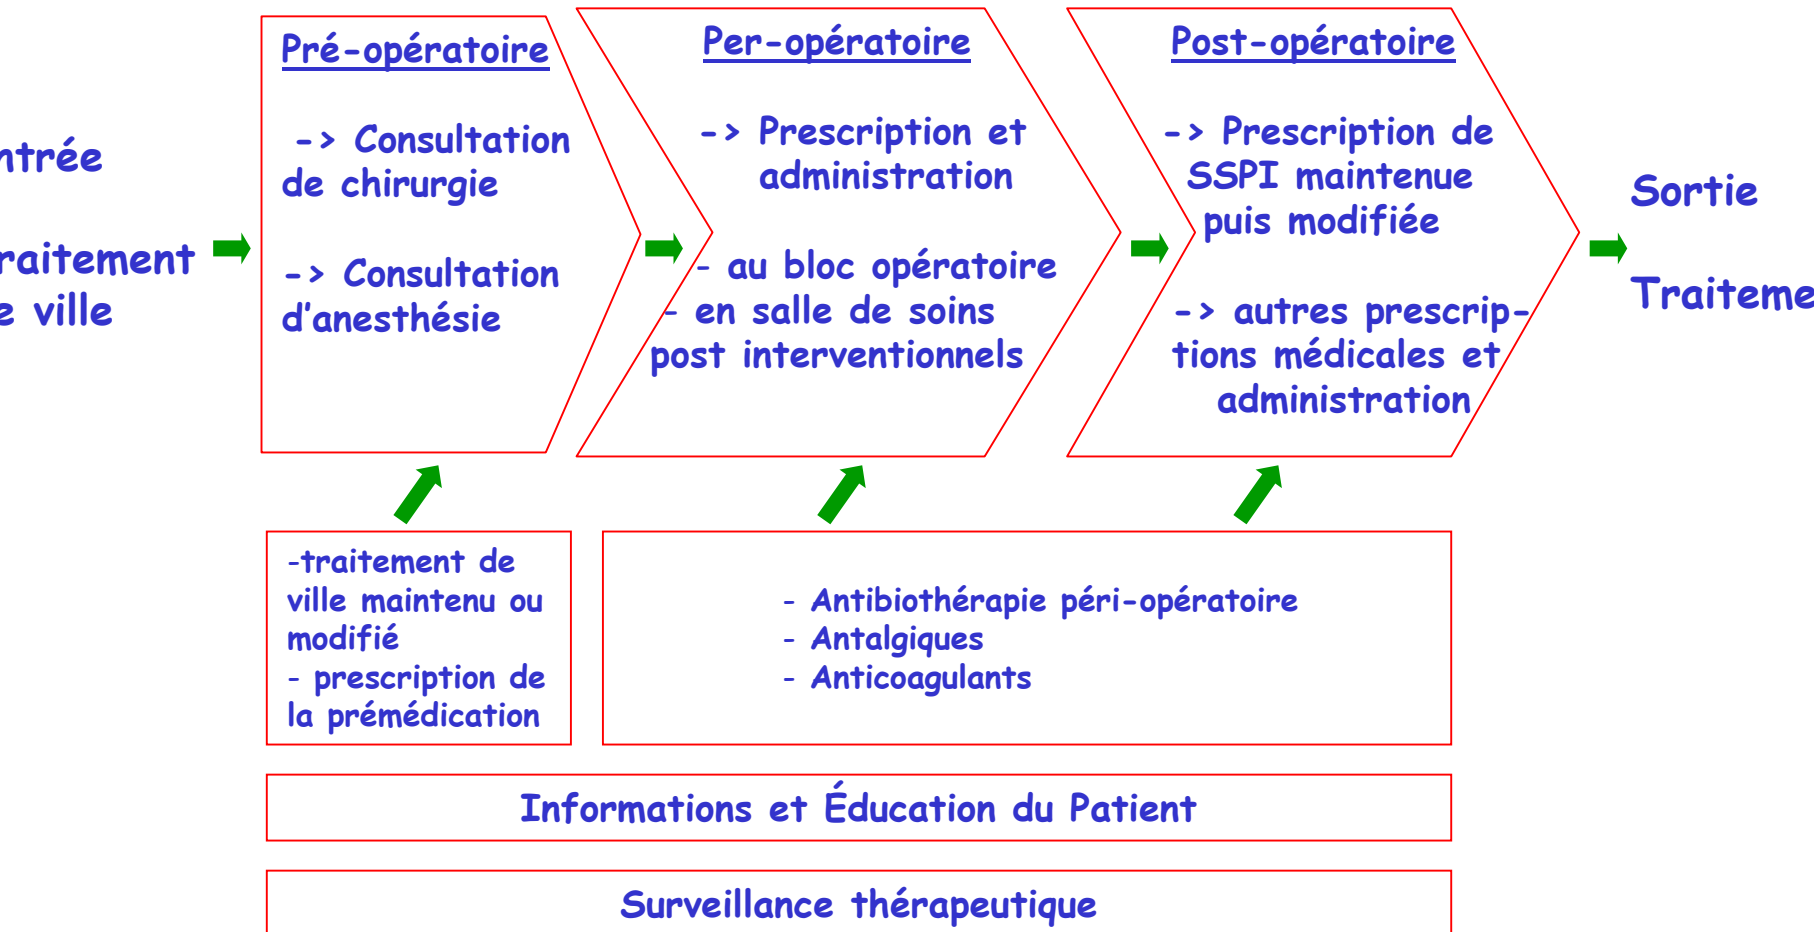 ntrée
raitement
e ville
Pré-opératoire
-> Consultation
de chirurgie
-> Consultation
d'anesthésie
Per-opératoire
-> Prescription et
administration
- au bloc opératoire
- en salle de soins
post interventionnels
Post-opératoire
-> Prescription de
SSPI maintenue
puis modifiée
-> autres prescrip-
tions médicales et
administration
Sortie
Traiteme
-traitement de
ville maintenu ou
modifié
- prescription de
la prémédication
- Antibiothérapie péri-opératoire
- Antalgiques
- Anticoagulants
Informations et Éducation du Patient
Surveillance thérapeutique